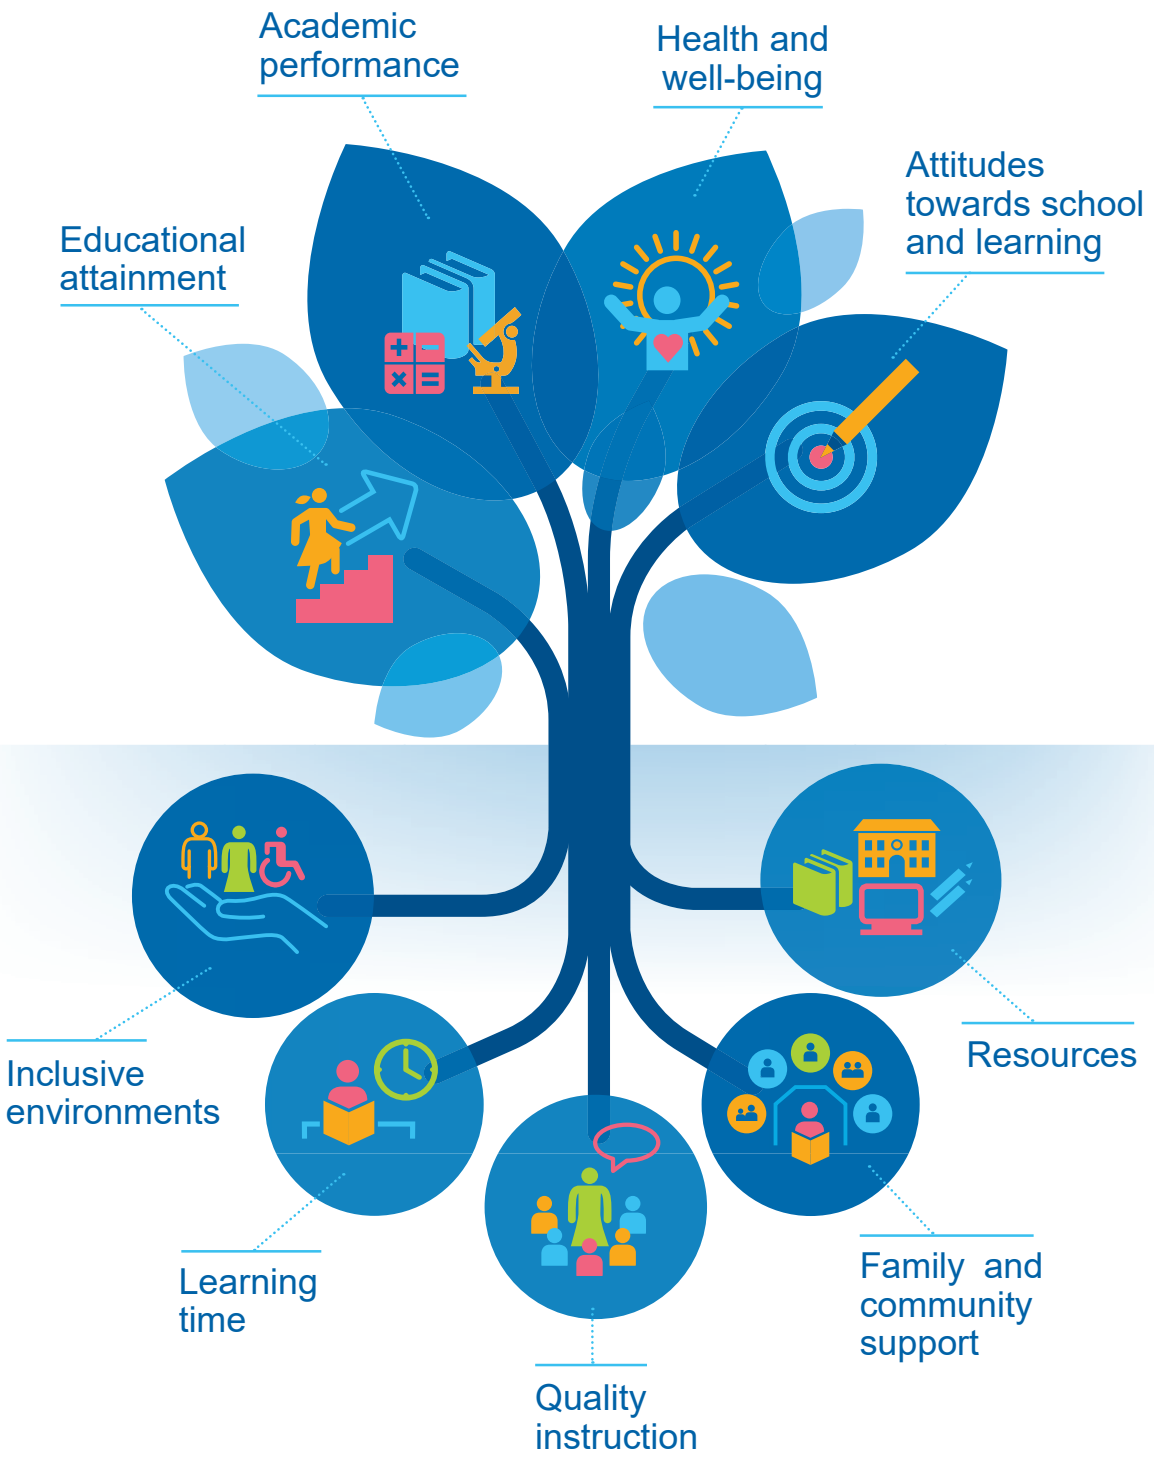 Academic
performance
Health and
well-being
Attitudes
towards school
and learning
Educational
attainment
Inclusive
environments
Resources
Learning
time
Family and
community
support
Quality
instruction